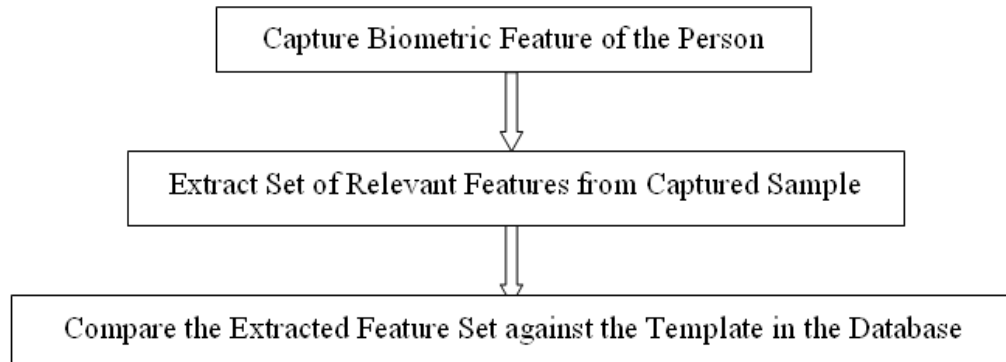 Capture Biometric Feature of the Person
Extract Set of Relevant Features from Captured Sample
Compare the Extracted Feature Set against the Template in the Database